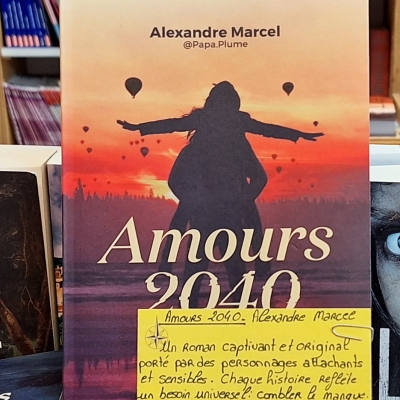 Alexandre Marcel
@Papa.Plume
Amours
2040
Amours 2040_ Alexandre Marcel
Un roman captivant et original
porté par des personnages attachants
et sensibles. Chaque histoire reflète
un besoin universel: combler le manque.